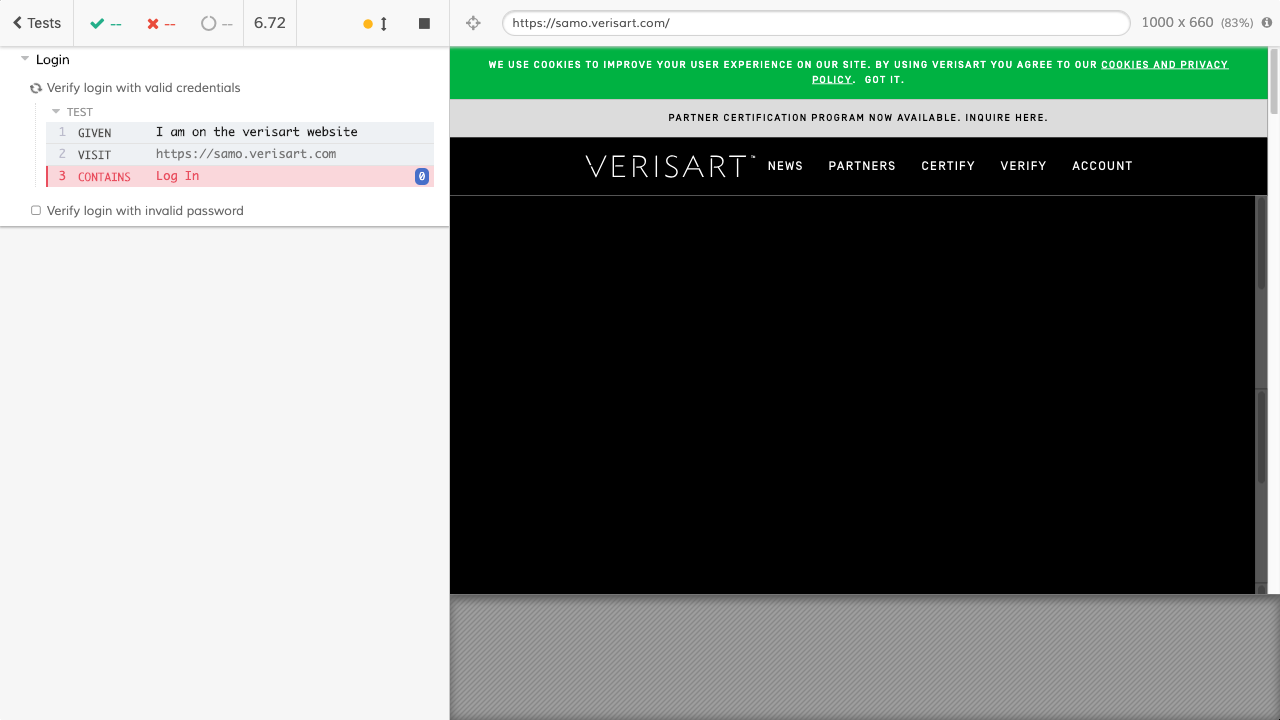 Tests
--
--
--
6.72
https://samo.verisart.com/
1000 x 660 (83%)
Login
Verify login with valid credentials
TEST
1 GIVEN I am on the verisart website
2 VISIT https://samo.verisart.com
3 CONTAINS Log In 0
Verify login with invalid password
WE USE COOKIES TO IMPROVE YOUR USER EXPERIENCE ON OUR SITE. BY USING VERISART YOU AGREE TO OUR COOKIES AND PRIVACY
POLICY. GOT IT.
PARTNER CERTIFICATION PROGRAM NOW AVAILABLE. INQUIRE HERE.
VERISART™ NEWS PARTNERS CERTIFY VERIFY ACCOUNT